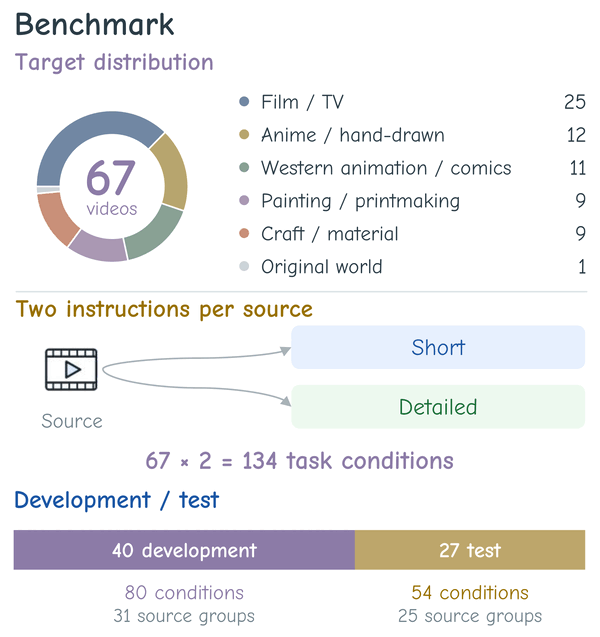 Benchmark
Target distribution
67
videos
Film / TV 25
Anime / hand-drawn 12
Western animation / comics 11
Painting / printmaking 9
Craft / material 9
Original world 1
Two instructions per source
Source
Short
Detailed
67 × 2 = 134 task conditions
Development / test
40 development 27 test
80 conditions 54 conditions
31 source groups 25 source groups